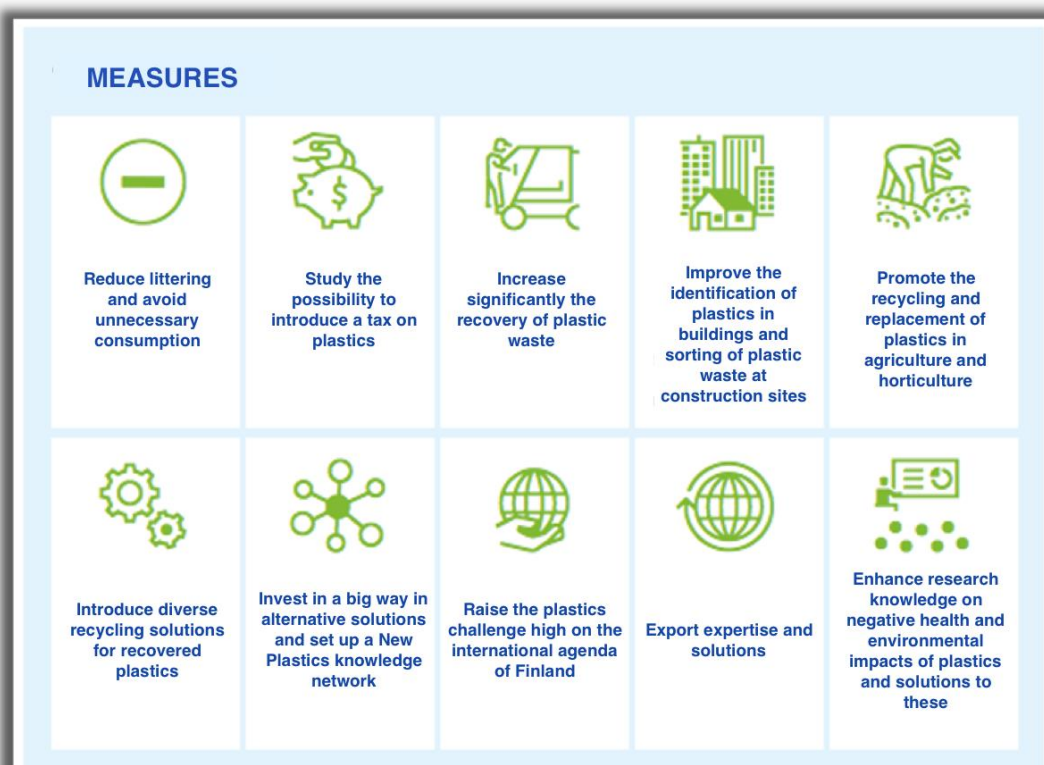 MEASURES
Reduce littering
and avoid
unnecessary
consumption
Study the
possibility to
introduce a tax on
plastics
Increase
significantly the
recovery of plastic
waste
Improve the
identification of
plastics in
buildings and
sorting of plastic
waste at
construction sites
Promote the
recycling and
replacement of
plastics in
agriculture and
horticulture
Introduce diverse
recycling solutions
for recovered
plastics
Invest in a big way in
alternative solutions
and set up a New
Plastics knowledge
network
Raise the plastics
challenge high on the
international agenda
of Finland
Export expertise and
solutions
Enhance research
knowledge on
negative health and
environmental
impacts of plastics
and solutions to
these